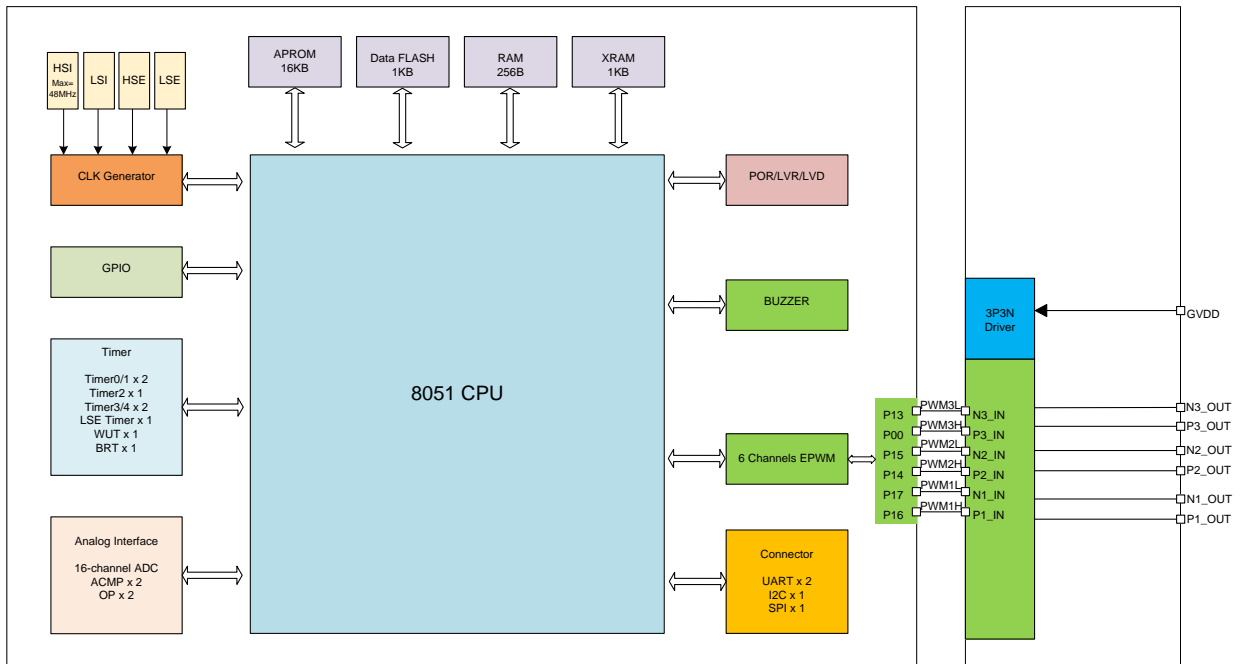 APROM
16KB
Data FLASH
1KB
RAM
256B
XRAM
1KB
HSI
Max=
48MHz
LSI
HSE
LSE
CLK Generator
GPIO
Timer
Timer0/1 x 2
Timer2 x 1
Timer3/4 x 2
LSE Timer x 1
WUT x 1
BRT x 1
Analog Interface
16-channel ADC
ACMP x 2
OP x 2
8051 CPU
POR/LVR/LVD
BUZZER
6 Channels EPWM
Connector
UART x 2
I2C x 1
SPI x 1
P13
P00
P15
P14
P17
P16
PWM3L
PWM3H
PWM2L
PWM2H
PWM1L
PWM1H
3P3N
Driver
N3_IN
P3_IN
N2_IN
P2_IN
N1_IN
P1_IN
GVDD
N3_OUT
P3_OUT
N2_OUT
P2_OUT
N1_OUT
P1_OUT